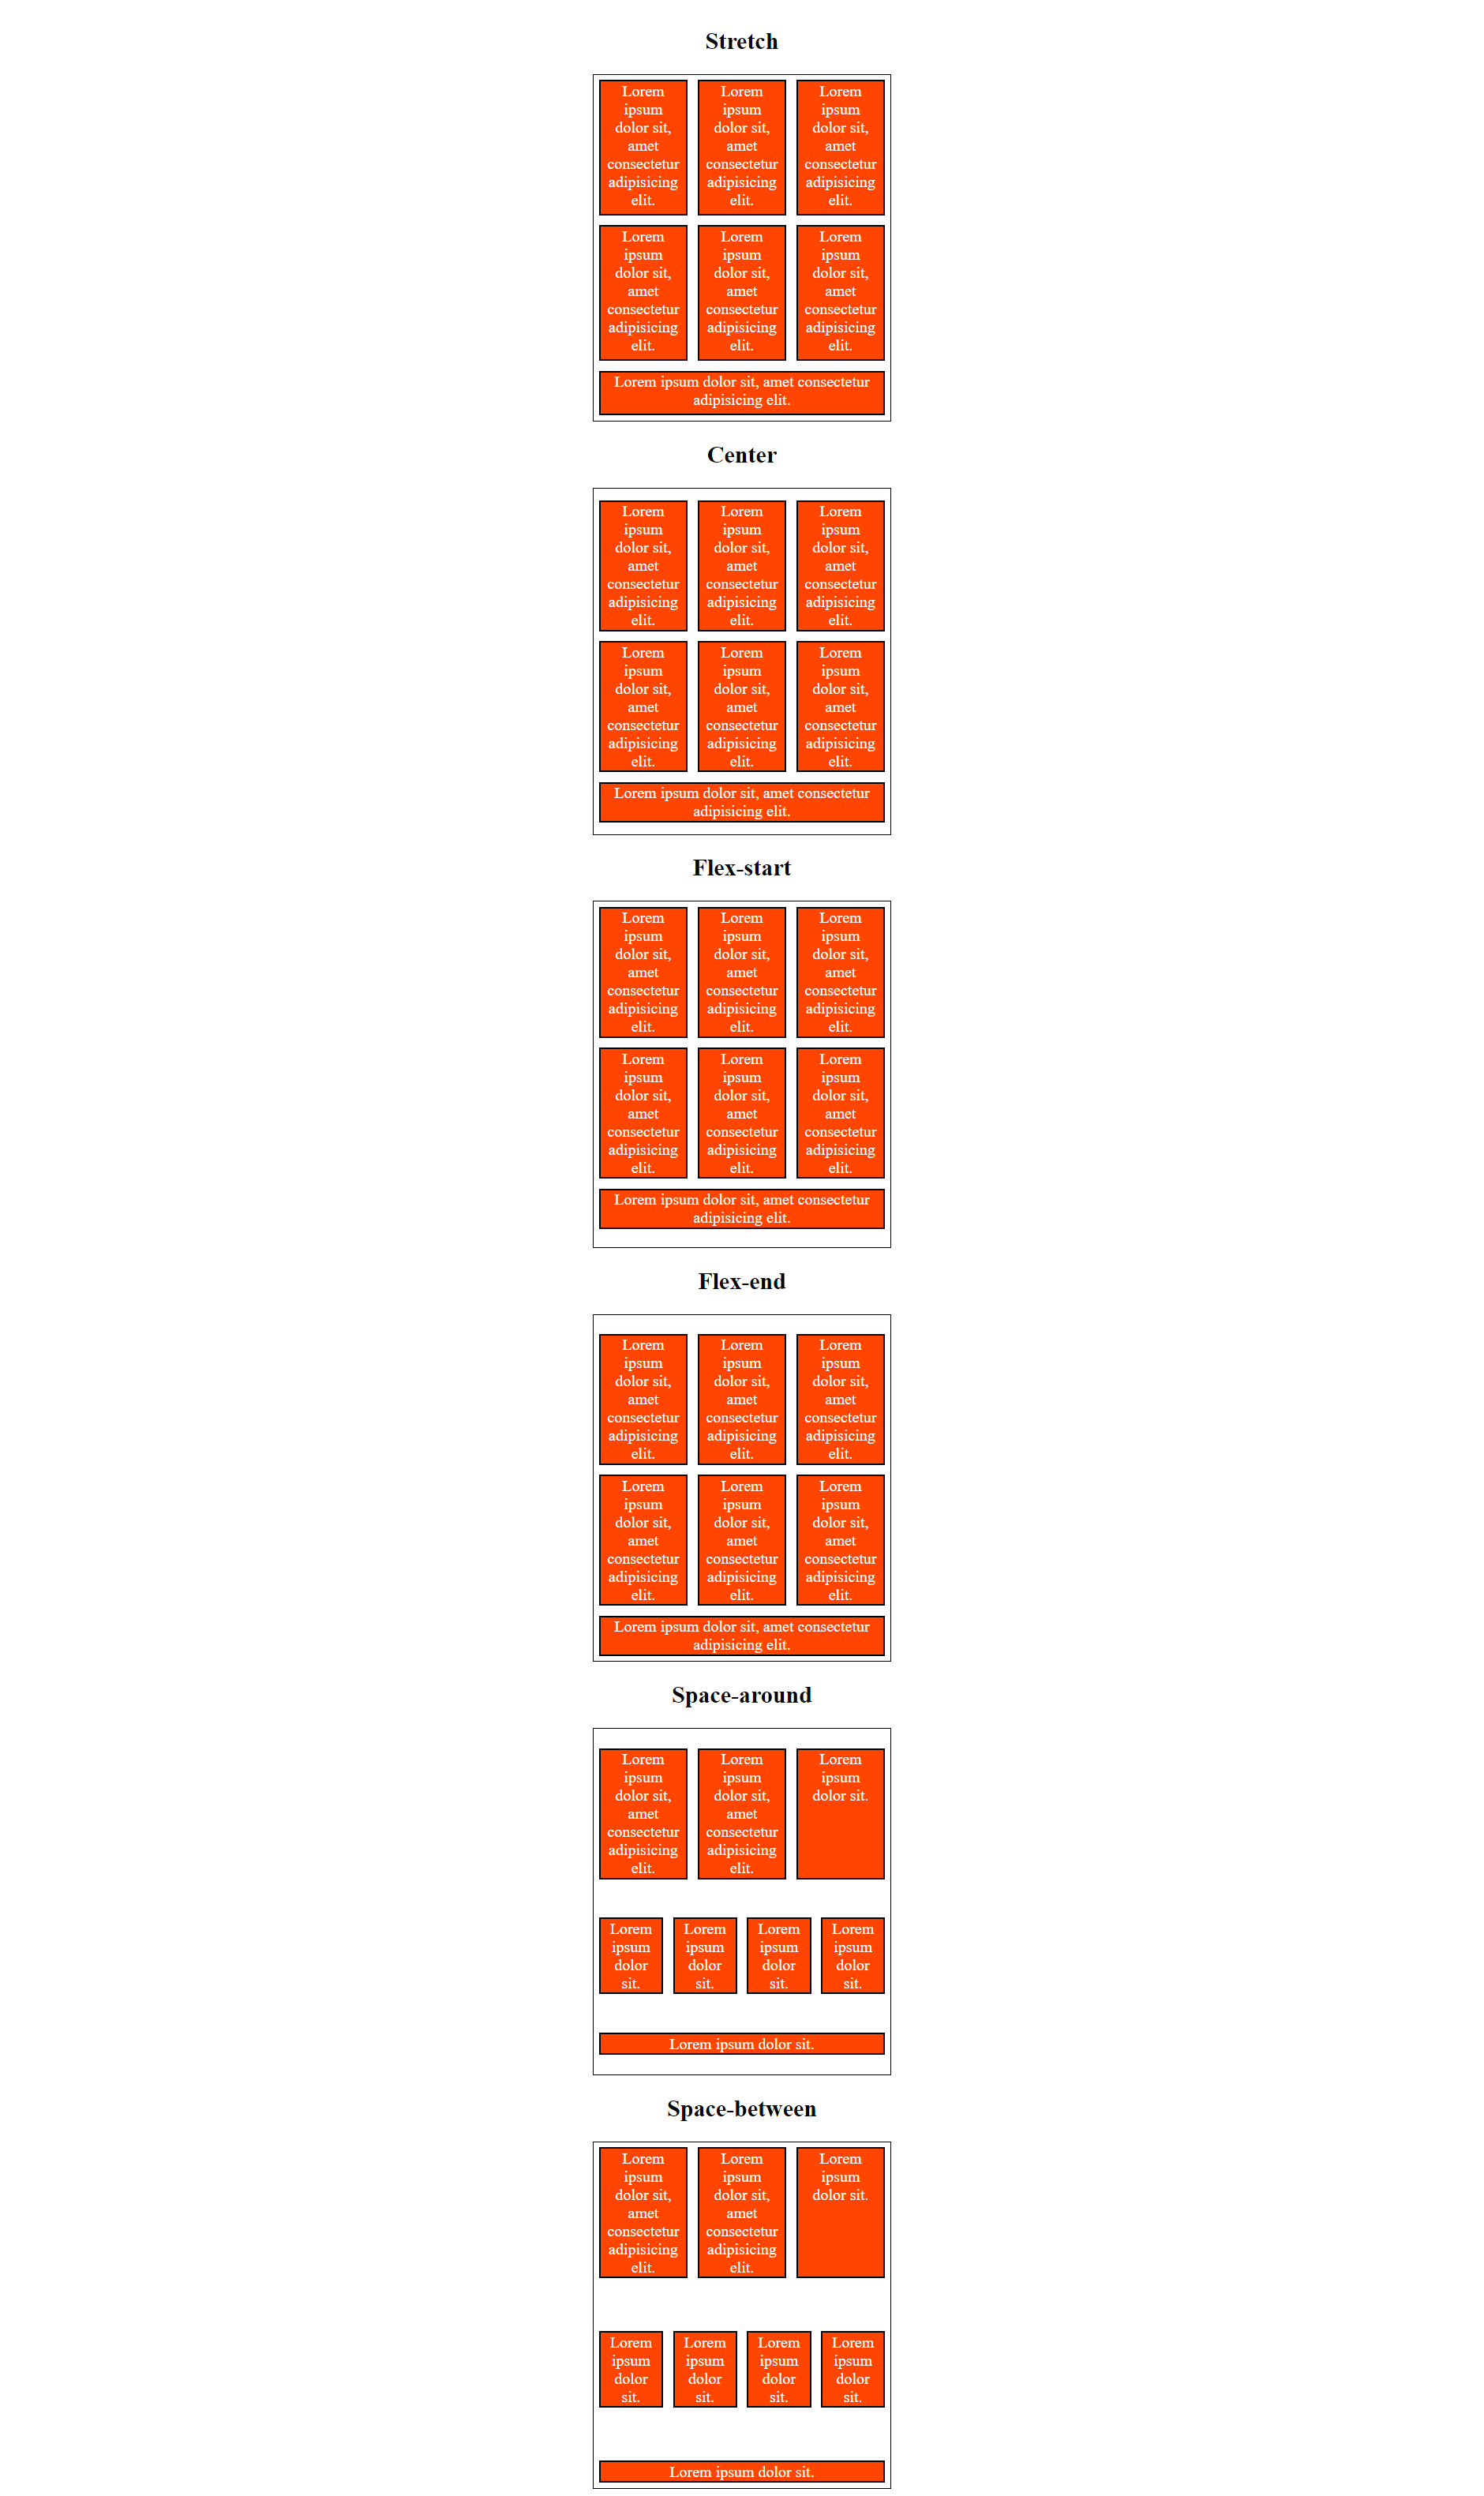 Stretch
Lorem
ipsum
dolor sit,
amet
consectetur
adipisicing
elit.
Lorem
ipsum
dolor sit,
amet
consectetur
adipisicing
elit.
Lorem
ipsum
dolor sit,
amet
consectetur
adipisicing
elit.
Lorem
ipsum
dolor sit,
amet
consectetur
adipisicing
elit.
Lorem
ipsum
dolor sit,
amet
consectetur
adipisicing
elit.
Lorem
ipsum
dolor sit,
amet
consectetur
adipisicing
elit.
Lorem ipsum dolor sit, amet consectetur
adipisicing elit.
Center
Lorem
ipsum
dolor sit,
amet
consectetur
adipisicing
elit.
Lorem
ipsum
dolor sit,
amet
consectetur
adipisicing
elit.
Lorem
ipsum
dolor sit,
amet
consectetur
adipisicing
elit.
Lorem
ipsum
dolor sit,
amet
consectetur
adipisicing
elit.
Lorem
ipsum
dolor sit,
amet
consectetur
adipisicing
elit.
Lorem
ipsum
dolor sit,
amet
consectetur
adipisicing
elit.
Lorem ipsum dolor sit, amet consectetur
adipisicing elit.
Flex-start
Lorem
ipsum
dolor sit,
amet
consectetur
adipisicing
elit.
Lorem
ipsum
dolor sit,
amet
consectetur
adipisicing
elit.
Lorem
ipsum
dolor sit,
amet
consectetur
adipisicing
elit.
Lorem
ipsum
dolor sit,
amet
consectetur
adipisicing
elit.
Lorem
ipsum
dolor sit,
amet
consectetur
adipisicing
elit.
Lorem
ipsum
dolor sit,
amet
consectetur
adipisicing
elit.
Lorem ipsum dolor sit, amet consectetur
adipisicing elit.
Flex-end
Lorem
ipsum
dolor sit,
amet
consectetur
adipisicing
elit.
Lorem
ipsum
dolor sit,
amet
consectetur
adipisicing
elit.
Lorem
ipsum
dolor sit,
amet
consectetur
adipisicing
elit.
Lorem
ipsum
dolor sit,
amet
consectetur
adipisicing
elit.
Lorem
ipsum
dolor sit,
amet
consectetur
adipisicing
elit.
Lorem
ipsum
dolor sit,
amet
consectetur
adipisicing
elit.
Lorem ipsum dolor sit, amet consectetur
adipisicing elit.
Space-around
Lorem
ipsum
dolor sit,
amet
consectetur
adipisicing
elit.
Lorem
ipsum
dolor sit,
amet
consectetur
adipisicing
elit.
Lorem
ipsum
dolor sit.
Lorem
ipsum
dolor
sit.
Lorem
ipsum
dolor
sit.
Lorem
ipsum
dolor
sit.
Lorem
ipsum
dolor
sit.
Lorem ipsum dolor sit.
Space-between
Lorem
ipsum
dolor sit,
amet
consectetur
adipisicing
elit.
Lorem
ipsum
dolor sit,
amet
consectetur
adipisicing
elit.
Lorem
ipsum
dolor sit.
Lorem
ipsum
dolor
sit.
Lorem
ipsum
dolor
sit.
Lorem
ipsum
dolor
sit.
Lorem
ipsum
dolor
sit.
Lorem ipsum dolor sit.